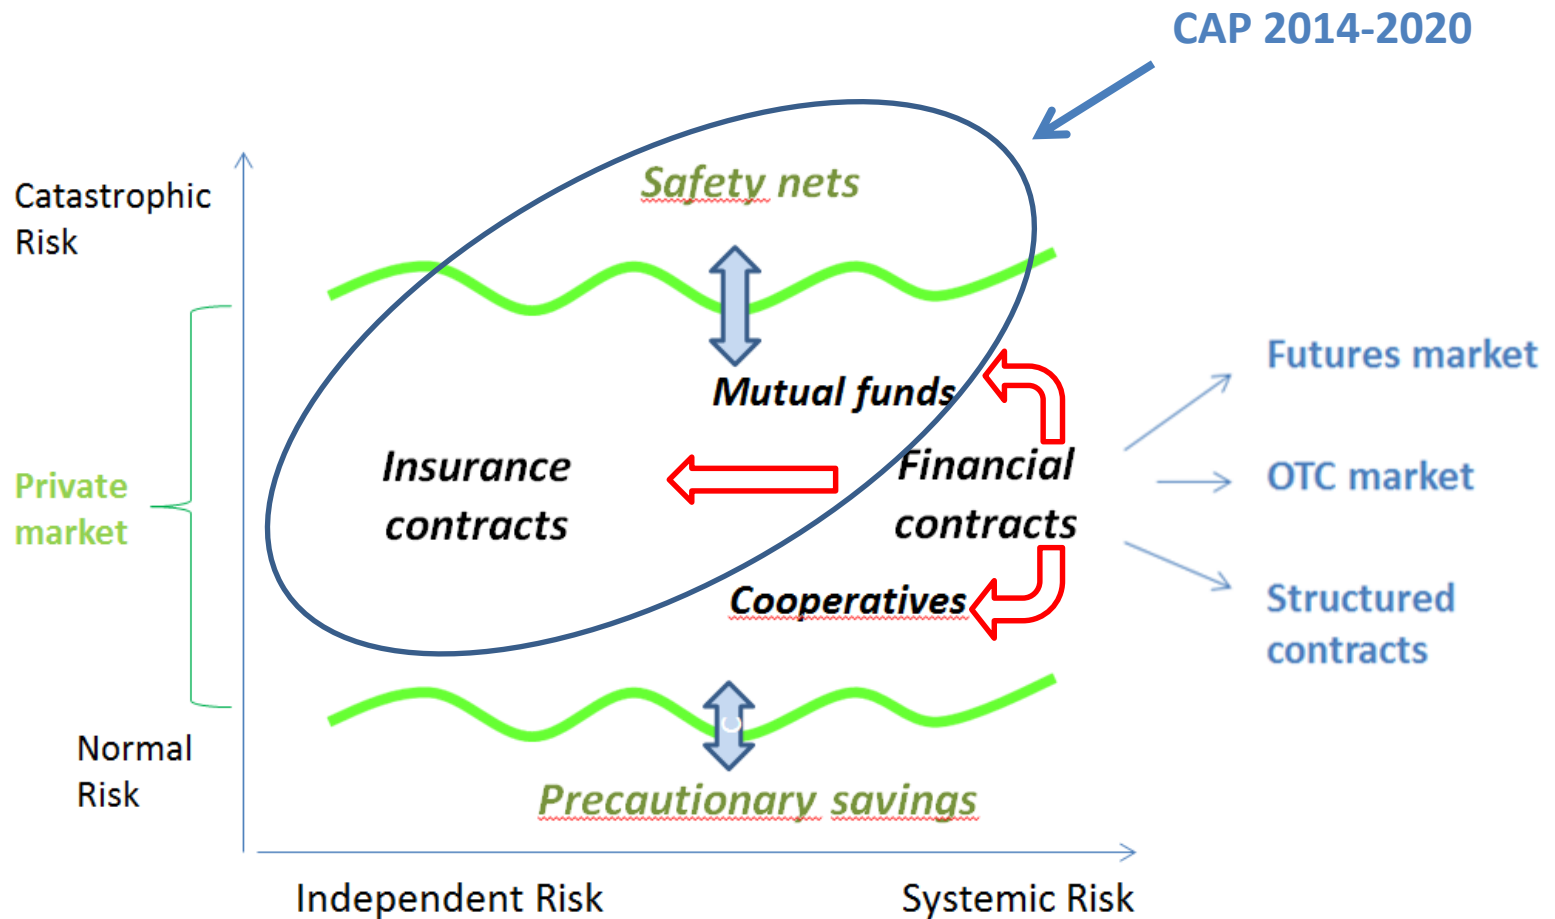 CAP 2014-2020
Safety nets
Catastrophic
Risk
Mutual funds
Futures market
Insurance
contracts
Financial
contracts
OTC market
Private
market
Cooperatives
Structured
contracts
Normal
Risk
Precautionary savings
Independent Risk
Systemic Risk